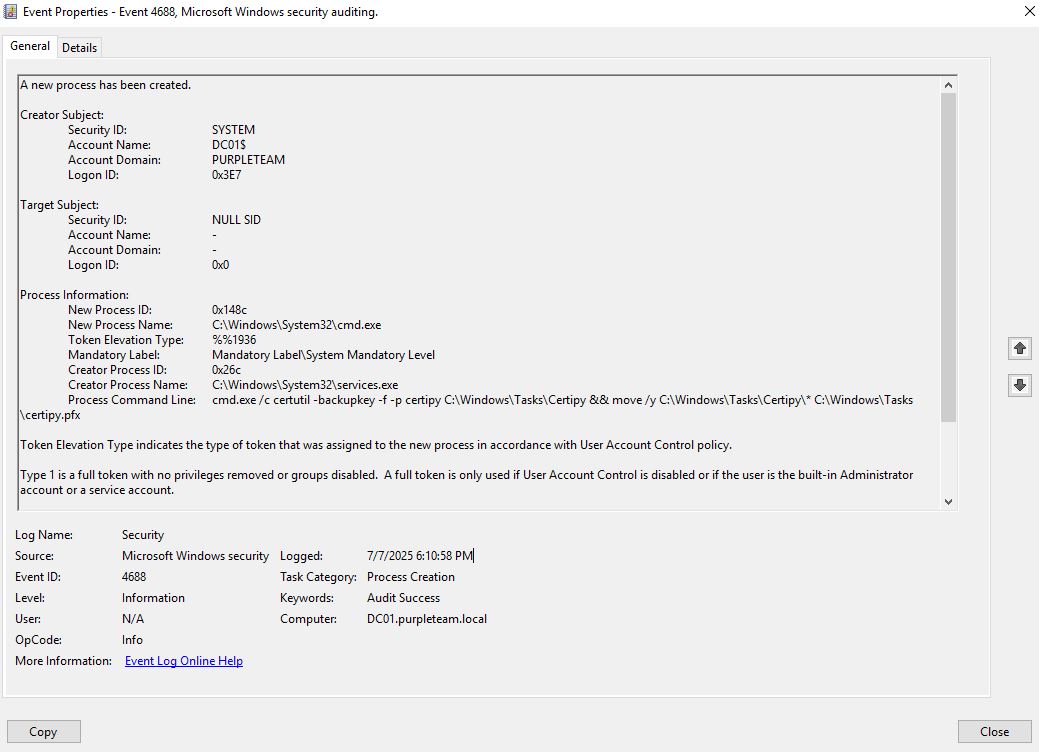 Event Properties - Event 4688, Microsoft Windows security auditing.
General Details
A new process has been created.
Creator Subject:
Security ID: SYSTEM
Account Name: DC01$
Account Domain: PURPLETEAM
Logon ID: 0x3E7
Target Subject:
Security ID: NULL SID
Account Name: -
Account Domain: -
Logon ID: 0x0
Process Information:
New Process ID: 0x148c
New Process Name: C:\Windows\System32\cmd.exe
Token Elevation Type: %%1936
Mandatory Label: Mandatory Label\System Mandatory Level
Creator Process ID: 0x26c
Creator Process Name: C:\Windows\System32\services.exe
Process Command Line: cmd.exe /c certutil -backupkey -f -p certipy C:\Windows\Tasks\Certipy && move /y C:\Windows\Tasks\Certipy\* C:\Windows\Tasks
\certipy.pfx
Token Elevation Type indicates the type of token that was assigned to the new process in accordance with User Account Control policy.
Type 1 is a full token with no privileges removed or groups disabled.  A full token is only used if User Account Control is disabled or if the user is the built-in Administrator
account or a service account.
Log Name: Security
Source: Microsoft Windows security Logged: 7/7/2025 6:10:58 PM
Event ID: 4688 Task Category: Process Creation
Level: Information Keywords: Audit Success
User: N/A Computer: DC01.purpleteam.local
OpCode: Info
More Information: Event Log Online Help
Copy Close